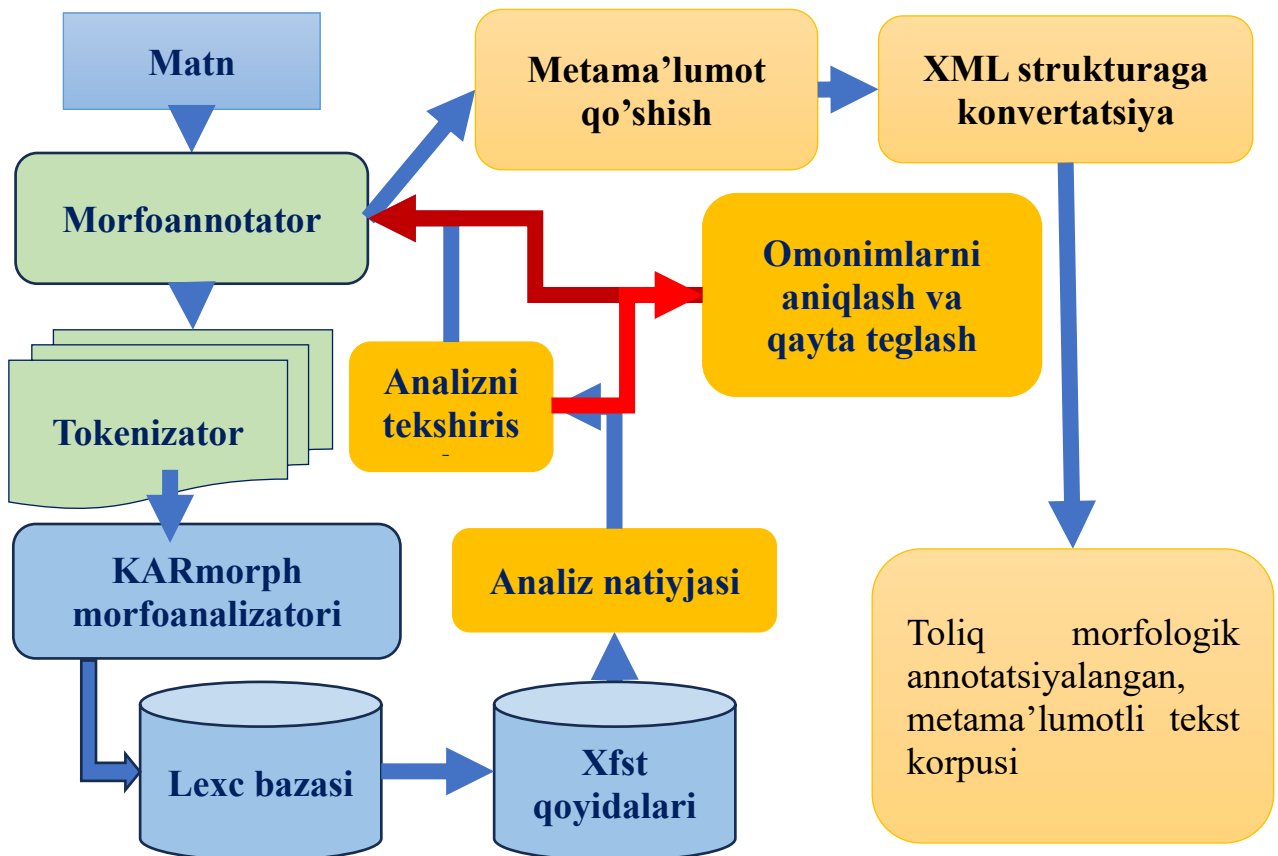 Matn
Metama’lumot
qo’shish
XML strukturaga
konvertatsiya
Morfoannotator
Omonimlarni
aniqlash va
qayta teglash
Analizni
tekshiris
Tokenizator
KARmorph
morfoanalizatori
Analiz natiyjasi
Toliq morfologik
annotatsiyalangan,
metama’lumotli tekst
korpusi
Lexc bazasi
Xfst
qoyidalari